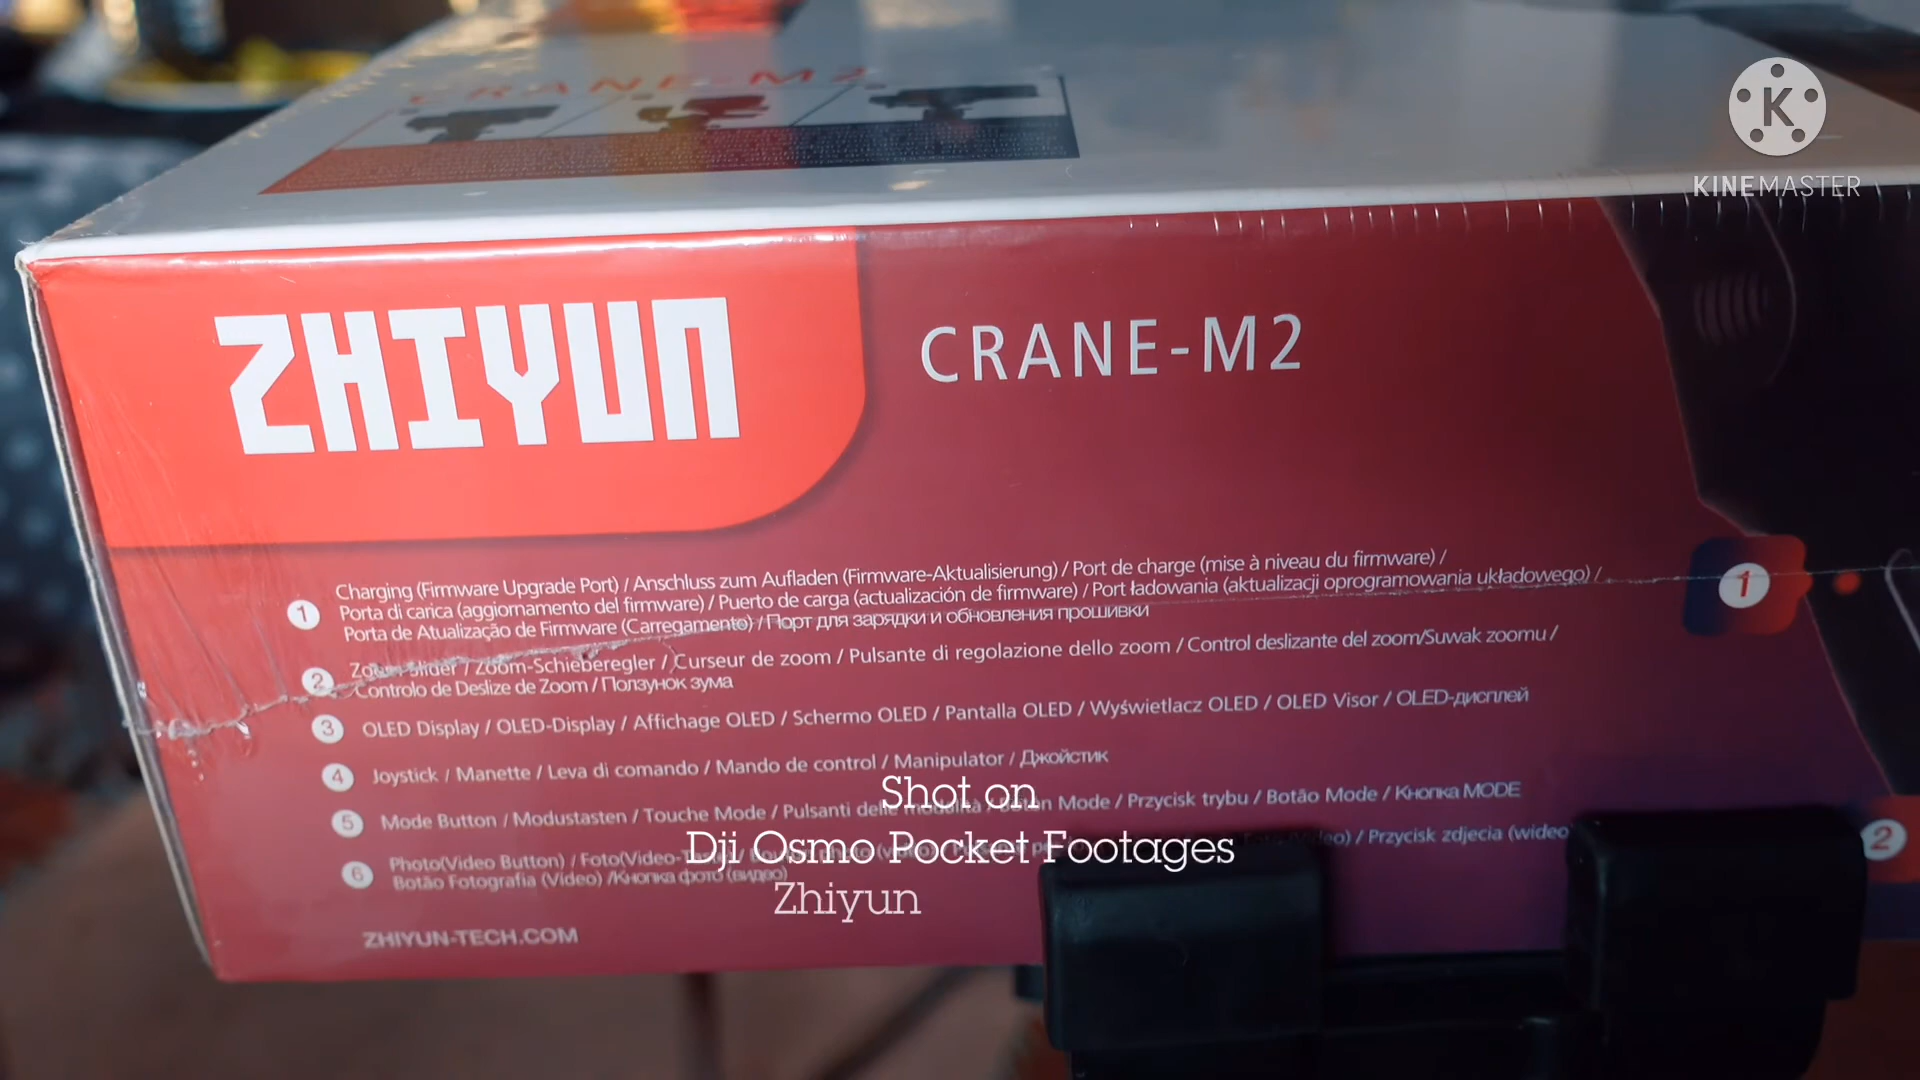 CRANE-M2
K
KINEMASTER
ZHIYUN
CRANE-M2
1 Charging (Firmware Upgrade Port) / Anschluss zum Aufladen (Firmware-Aktualisierung) / Port de charge (mise à niveau du firmware) /
Porta di carica (aggiornamento del firmware) / Puerto de carga (actualización de firmware) / Port ładowania (aktualizacji oprogramowania układowego) /
Porta de Atualização de Firmware (Carregamento) / Порт для зарядки и обновления прошивки
1
2 Zoom Slider / Zoom-Schieberegler / Curseur de zoom / Pulsante di regolazione dello zoom / Control deslizante del zoom/Suwak zoomu /
Controlo de Deslize de Zoom / Ползунок зума
3 OLED Display / OLED-Display / Affichage OLED / Schermo OLED / Pantalla OLED / Wyświetlacz OLED / OLED Visor / OLED-дисплей
4 Joystick / Manette / Leva di comando / Mando de control / Manipulator / Джойстик
5 Mode Button / Modustasten / Touche Mode / Pulsanti delle modalità / Botón Mode / Przycisk trybu / Botão Mode / Кнопка MODE
6 Photo(Video Button) / Foto(Video- / Przycisk zdjecia (wideo)
Botão Fotografia (Vídeo) /Кнопка фото (видео)
2
Shot on
Dji Osmo Pocket Footages
Zhiyun
ZHIYUN-TECH.COM